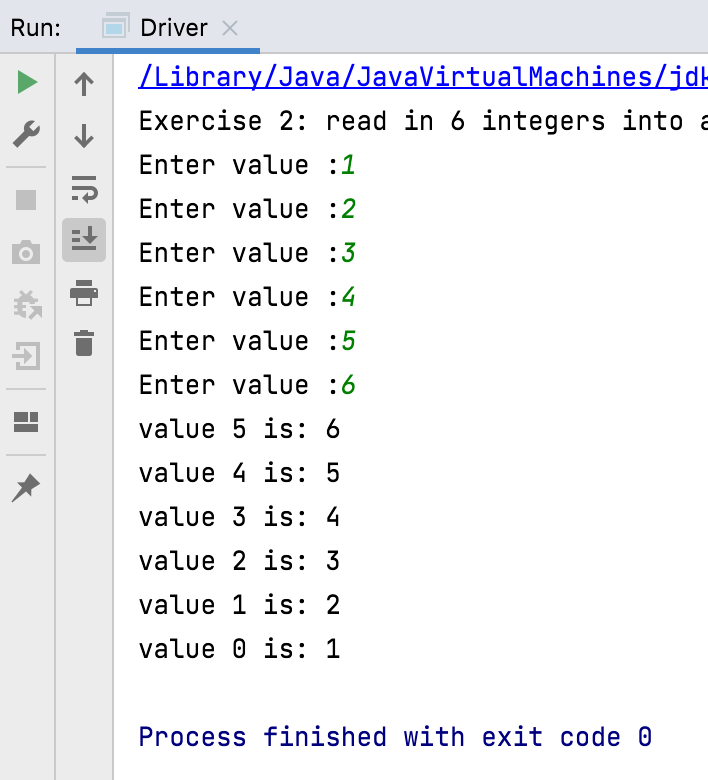 Run: Driver
/Library/Java/JavaVirtualMachines/jdk
Exercise 2: read in 6 integers into a
Enter value :1
Enter value :2
Enter value :3
Enter value :4
Enter value :5
Enter value :6
value 5 is: 6
value 4 is: 5
value 3 is: 4
value 2 is: 3
value 1 is: 2
value 0 is: 1
Process finished with exit code 0